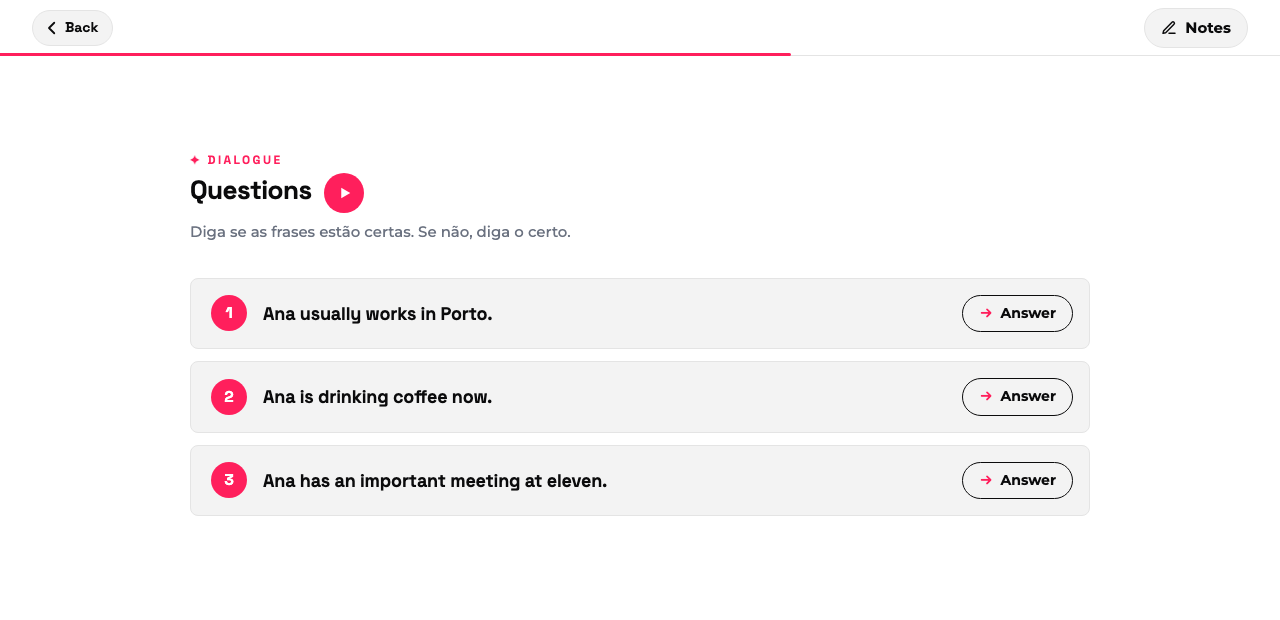 Back
Notes
DIALOGUE
Questions
Diga se as frases estão certas. Se não, diga o certo.
1 Ana usually works in Porto. Answer
2 Ana is drinking coffee now. Answer
3 Ana has an important meeting at eleven. Answer